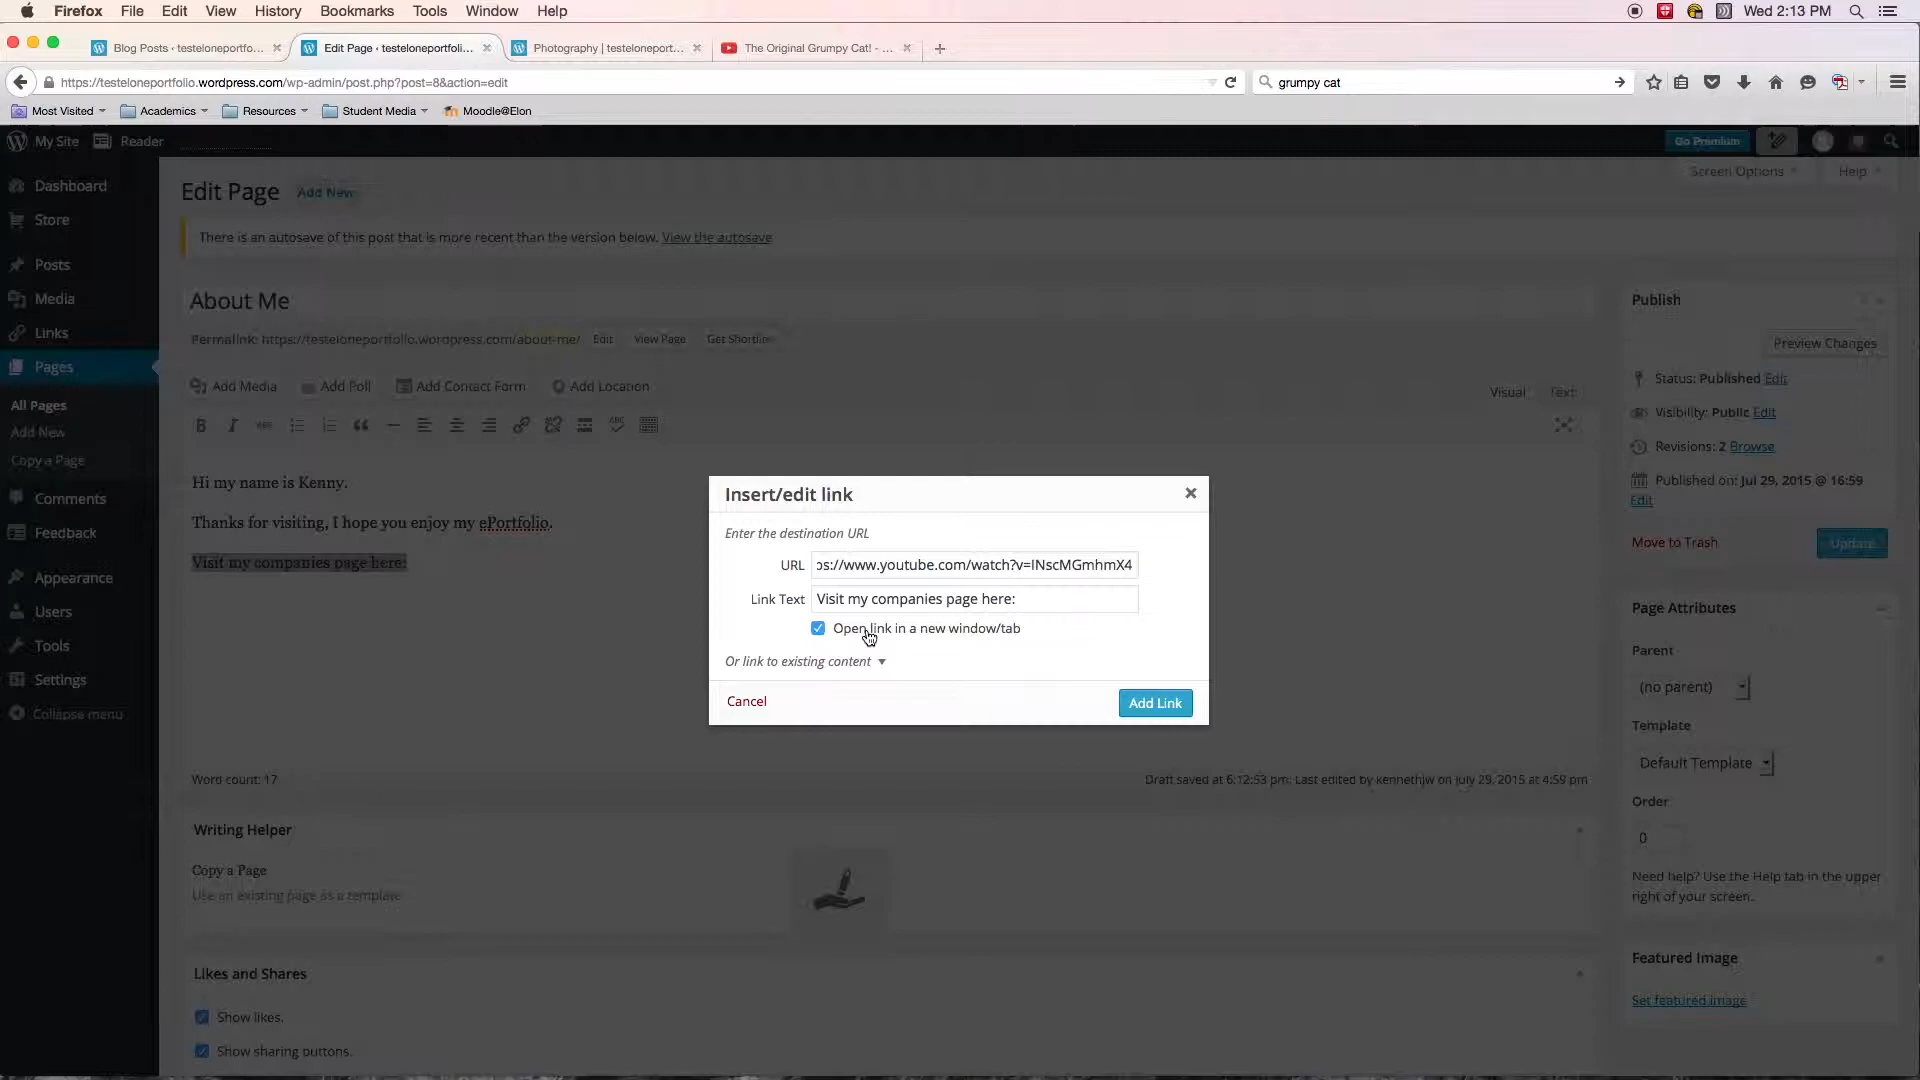 Firefox File Edit View History Bookmarks Tools Window Help Wed 2:13 PM
Blog Posts ‹ testeloneportfo... Edit Page ‹ testeloneportfoli... Photography | testeloneport... The Original Grumpy Cat! - ...
https://testeloneportfolio.wordpress.com/wp-admin/post.php?post=8&action=edit grumpy cat
Most Visited Academics Resources Student Media Moodle@Elon
My Site Reader Go Premium
Edit Page Add New Screen Options Help
There is an autosave of this post that is more recent than the version below. View the autosave
Dashboard
Store
Posts
Media
Links
Pages
All Pages
Add New
Copy a Page
Comments
Feedback
Appearance
Users
Tools
Settings
Collapse menu
About Me
Permalink: https://testeloneportfolio.wordpress.com/about-me/ Edit View Page Get Shortlink
Add Media Add Poll Add Contact Form Add Location Visual Text
B I ABC ABC
Hi my name is Kenny.
Thanks for visiting, I hope you enjoy my ePortfolio.
Visit my companies page here:
Insert/edit link
Enter the destination URL
URL ps://www.youtube.com/watch?v=INscMGmhmX4
Link Text Visit my companies page here:
Open link in a new window/tab
Or link to existing content
Cancel Add Link
Word count: 17 Draft saved at 6:12:53 pm. Last edited by kennethjw on July 29, 2015 at 4:59 pm
Writing Helper
Copy a Page
Use an existing page as a template
Likes and Shares
Show likes.
Show sharing buttons.
Publish
Preview Changes
Status: Published Edit
Visibility: Public Edit
Revisions: 2 Browse
Published on: Jul 29, 2015 @ 16:59
Edit
Move to Trash Update
Page Attributes
Parent
(no parent)
Template
Default Template
Order
0
Need help? Use the Help tab in the upper
right of your screen.
Featured Image
Set featured image